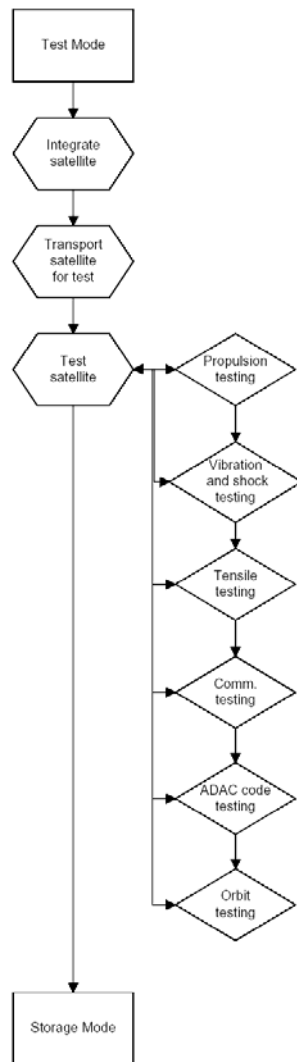 Test Mode
Integrate
satellite
Transport
satellite
for test
Test
satellite
Propulsion
testing
Vibration
and shock
testing
Tensile
testing
Comm.
testing
ADAC code
testing
Orbit
testing
Storage Mode